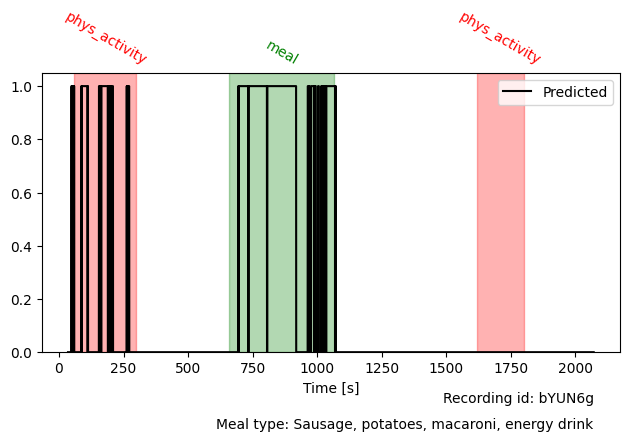 phys_activity
meal
phys_activity
Predicted
1.0
0.8
0.6
0.4
0.2
0.0
0 250 500 750 1000 1250 1500 1750 2000
Time [s]
Recording id: bYUN6g
Meal type: Sausage, potatoes, macaroni, energy drink